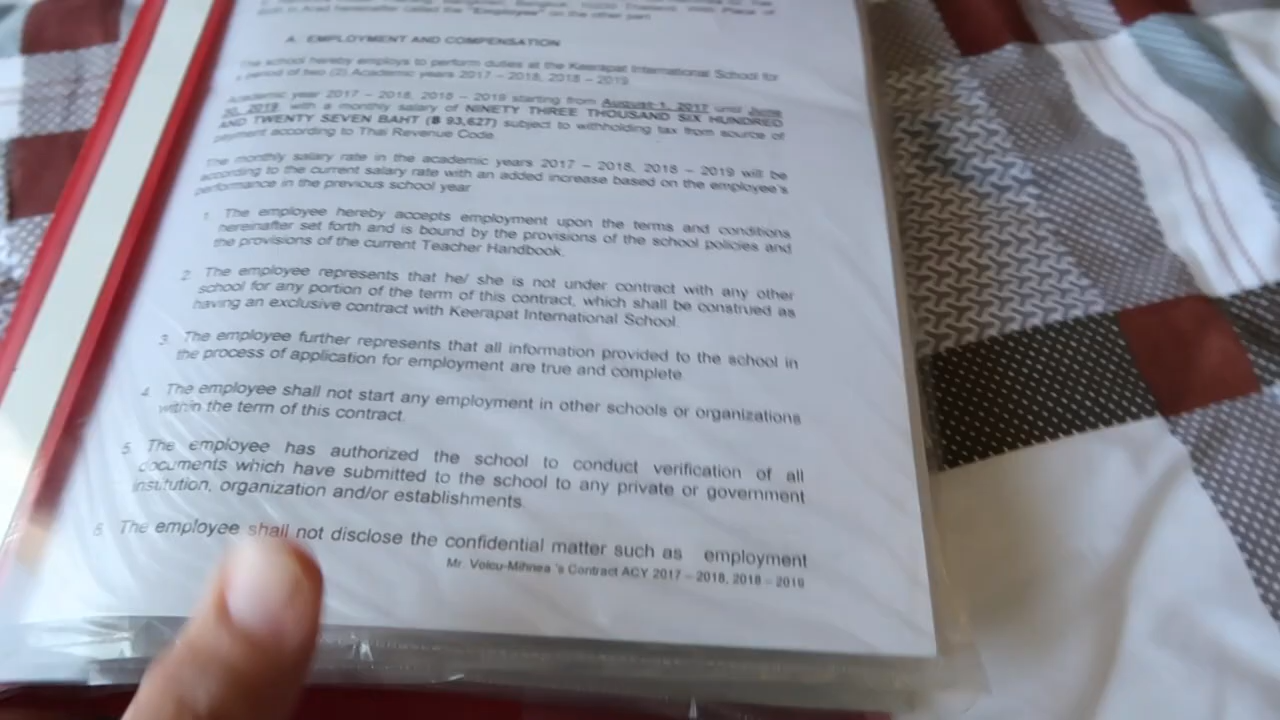 in Arad hereinafter called the "Employee" on the other part
A. EMPLOYMENT AND COMPENSATION
The school hereby employs to perform duties at the Keerapat International School for
a period of two (2) Academic years 2017 – 2018, 2018 – 2019
Academic year 2017 – 2018, 2018 – 2019 starting from August 1, 2017 until June
30, 2019 with a monthly salary of NINETY THREE THOUSAND SIX HUNDRED
AND TWENTY SEVEN BAHT (฿ 93,627) subject to withholding tax from source of
payment according to Thai Revenue Code
The monthly salary rate in the academic years 2017 – 2018, 2018 – 2019 will be
according to the current salary rate with an added increase based on the employee's
performance in the previous school year
1. The employee hereby accepts employment upon the terms and conditions
hereinafter set forth and is bound by the provisions of the school policies and
the provisions of the current Teacher Handbook.
2. The employee represents that he/ she is not under contract with any other
school for any portion of the term of this contract, which shall be construed as
having an exclusive contract with Keerapat International School.
3. The employee further represents that all information provided to the school in
the process of application for employment are true and complete
4. The employee shall not start any employment in other schools or organizations
within the term of this contract.
5. The employee has authorized the school to conduct verification of all
documents which have submitted to the school to any private or government
institution, organization and/or establishments.
6. The employee shall not disclose the confidential matter such as employment
Mr. Voicu-Mihnea 's Contract ACY 2017 – 2018, 2018 – 2019